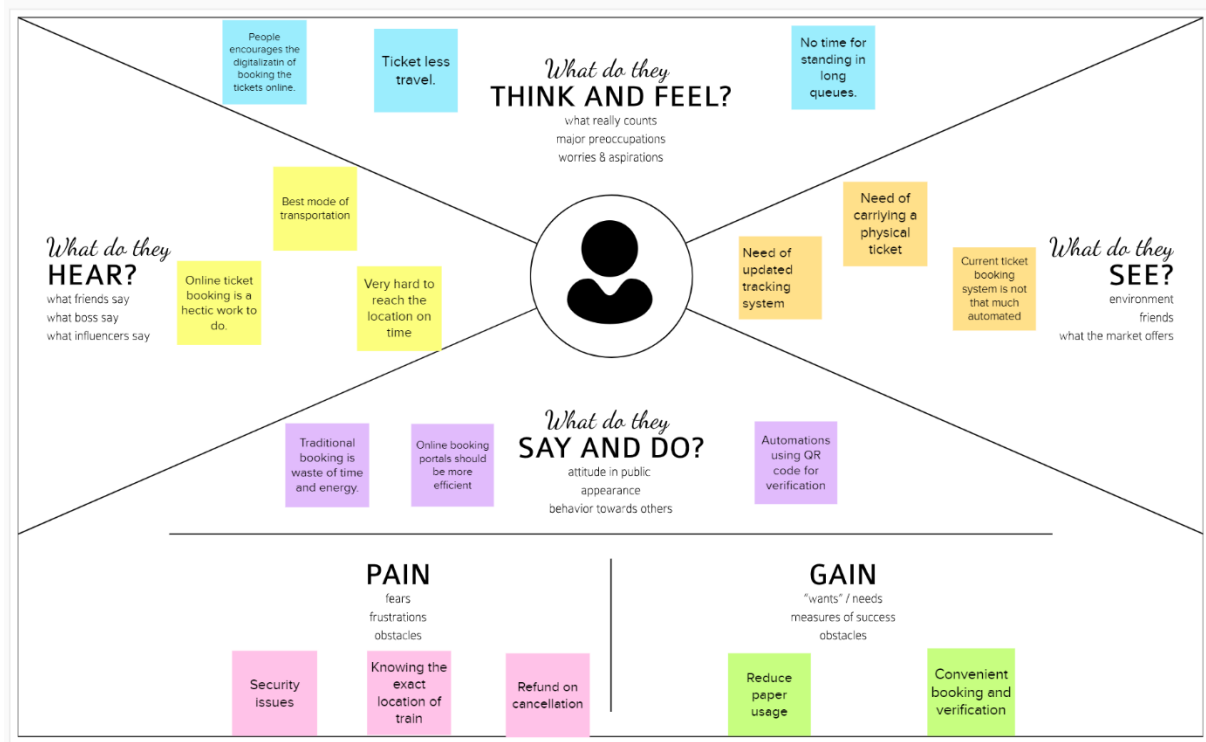 People
encourages the
digitalizatin of
booking the
tickets online.
Ticket less
travel.
What do they
THINK AND FEEL?
what really counts
major preoccupations
worries & aspirations
No time for
standing in
long
queues.
What do they
HEAR?
what friends say
what boss say
what influencers say
Best mode of
transportation
Online ticket
booking is a
hectic work to
do.
Very hard to
reach the
location on
time
Need of
updated
tracking
system
Need of
carriying a
physical
ticket
Current ticket
booking
system is not
that much
automated
What do they
SEE?
environment
friends
what the market offers
What do they
SAY AND DO?
attitude in public
appearance
behavior towards others
Traditional
booking is
waste of time
and energy.
Online booking
portals should
be more
efficient
Automations
using QR
code for
verification
PAIN
fears
frustrations
obstacles
Security
issues
Knowing the
exact
location of
train
Refund on
cancellation
GAIN
"wants" / needs
measures of success
obstacles
Reduce
paper
usage
Convenient
booking and
verification